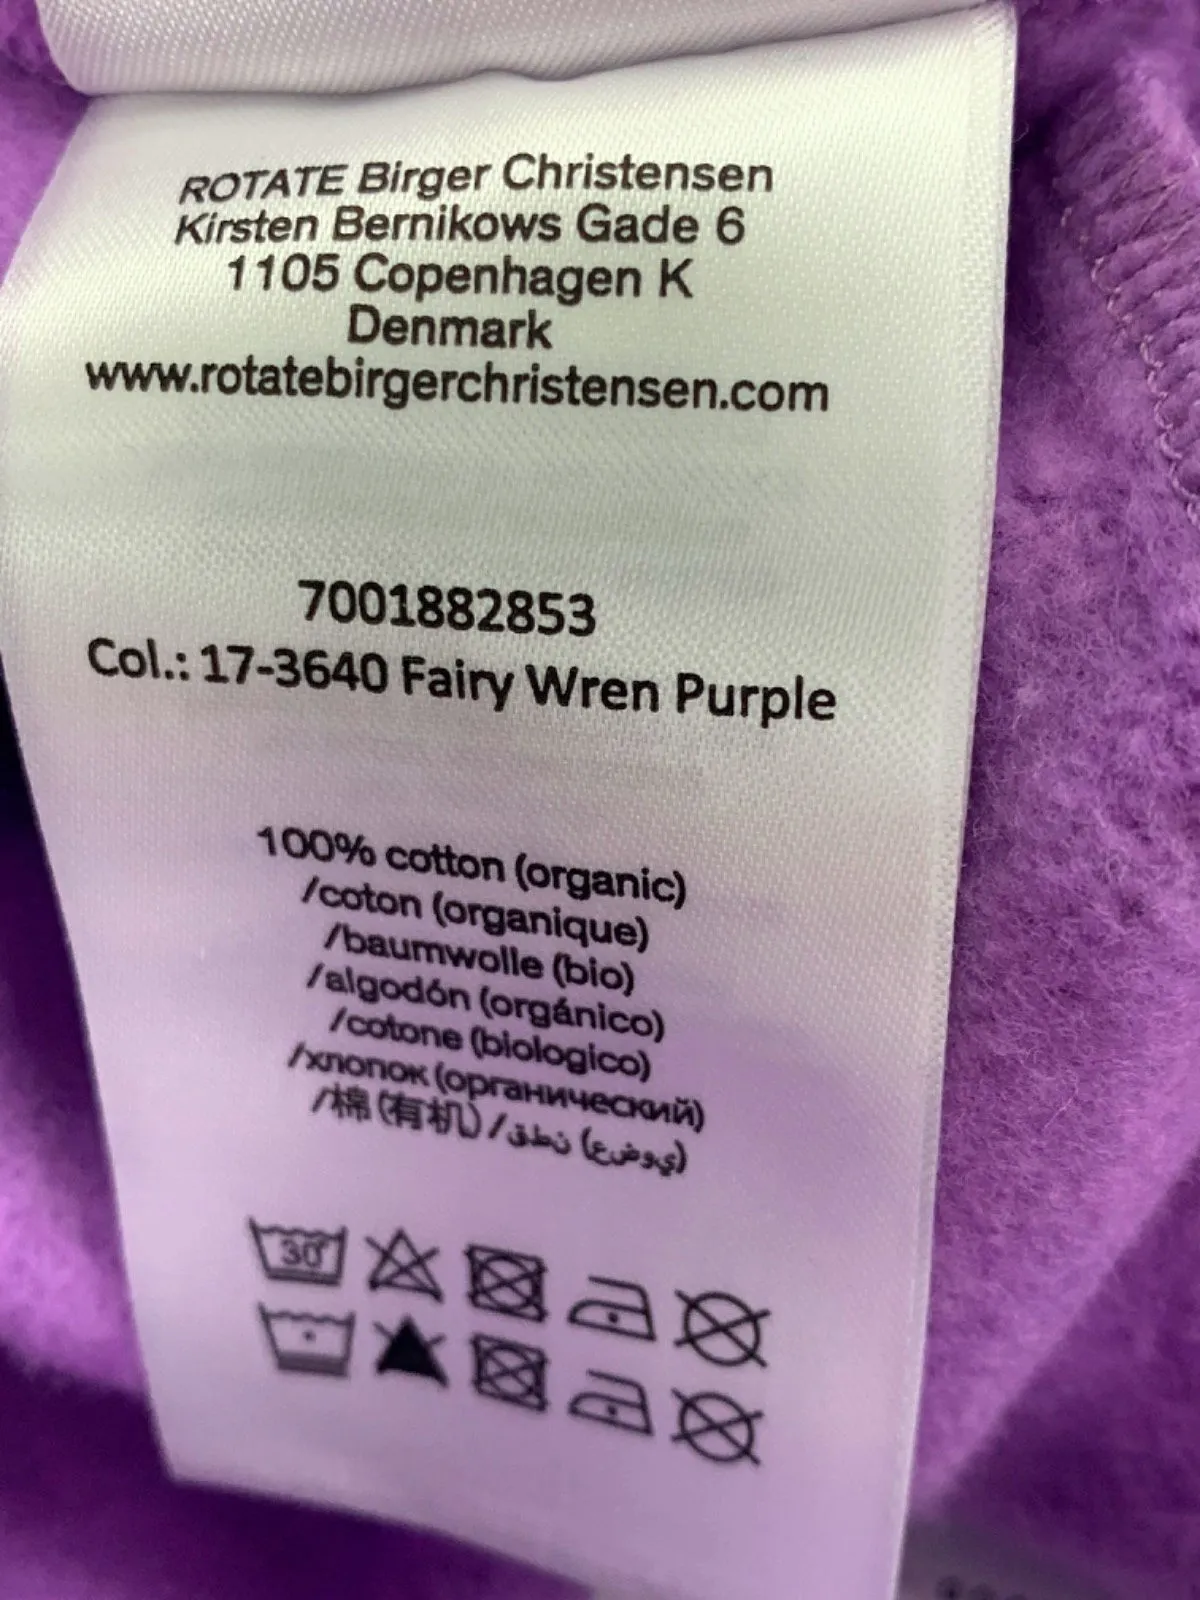 ROTATE Birger Christensen
Kirsten Bernikows Gade 6
1105 Copenhagen K
Denmark
www.rotatebirgerchristensen.com
7001882853
Col.: 17-3640 Fairy Wren Purple
100% cotton (organic)
/coton (organique)
/baumwolle (bio)
/algodón (orgánico)
/cotone (biologico)
/хлопок (органический)
/棉 (有机) / قطن (عضوي)
30°